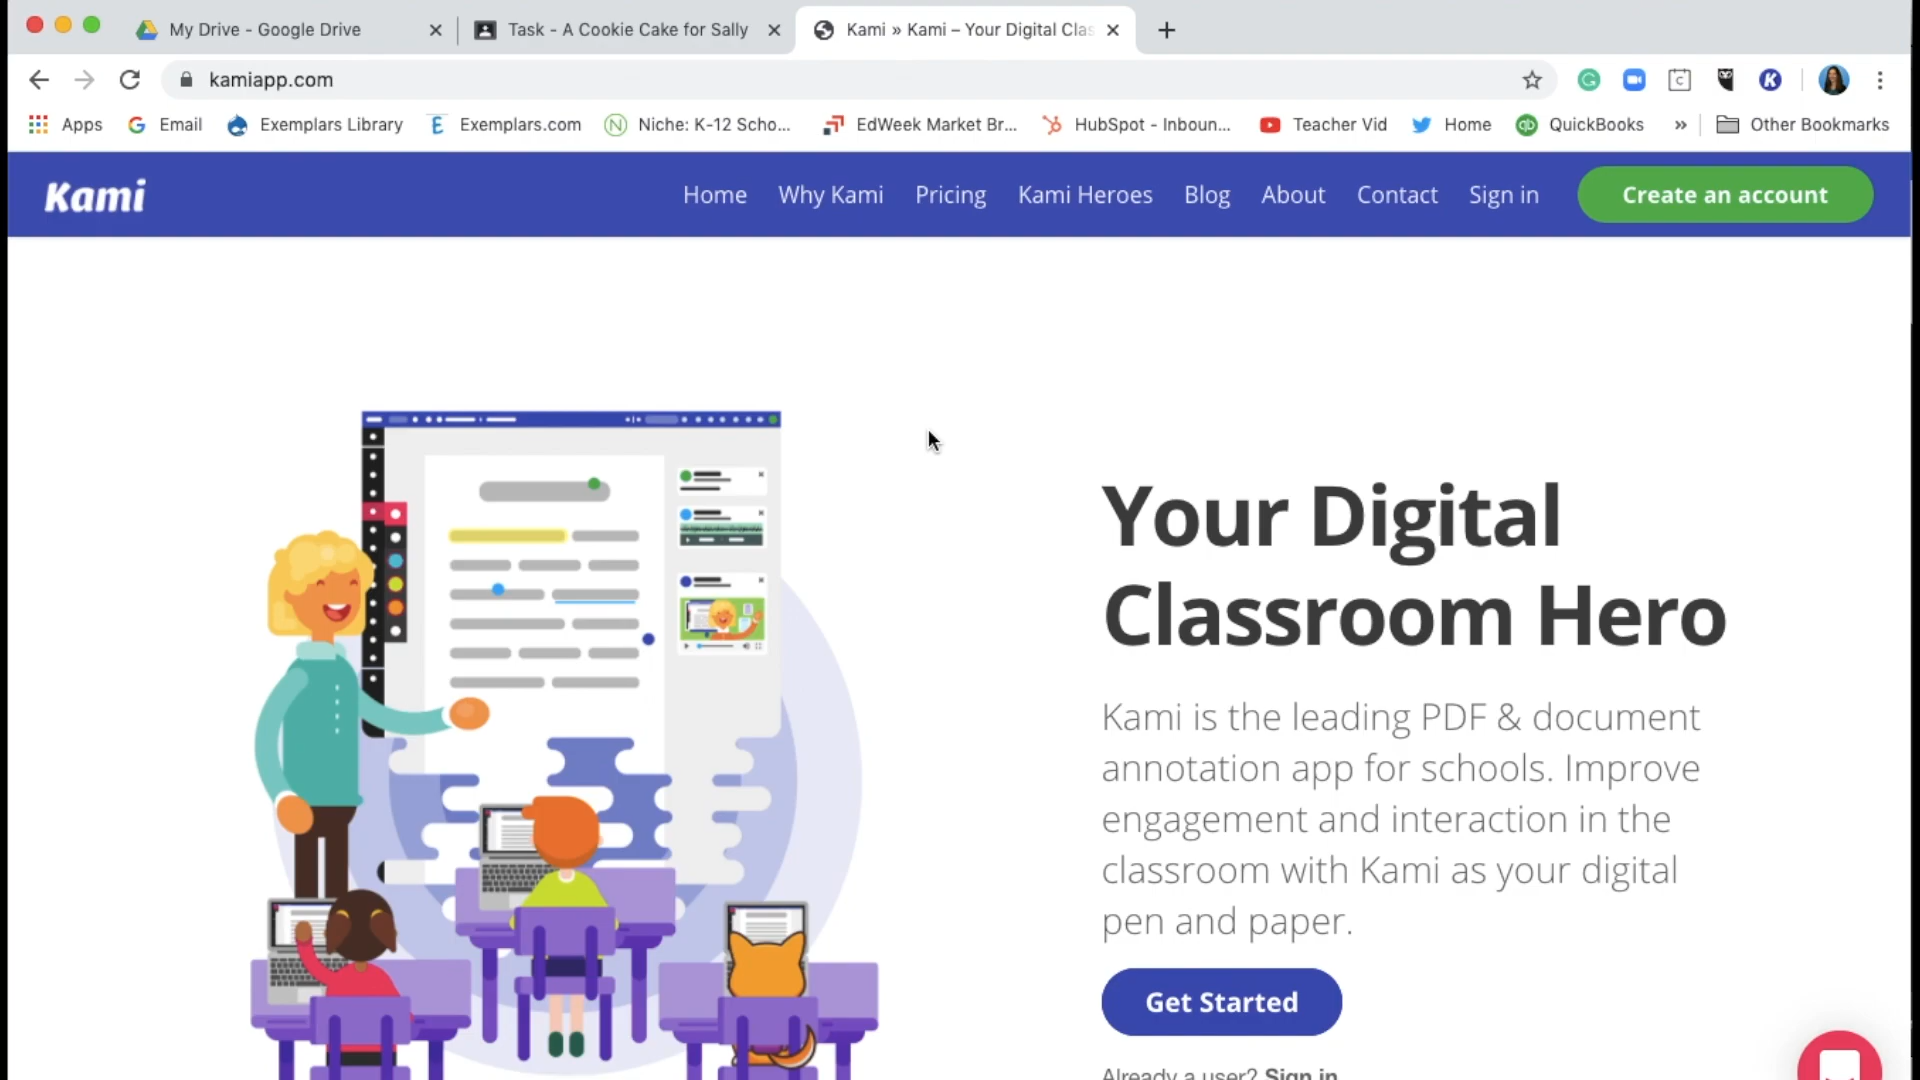 My Drive - Google Drive
Task - A Cookie Cake for Sally
Kami » Kami – Your Digital Clas
kamiapp.com
Apps
Email
Exemplars Library
Exemplars.com
Niche: K-12 Scho...
EdWeek Market Br...
HubSpot - Inboun...
Teacher Vid
Home
QuickBooks
»
Other Bookmarks
Kami
Home
Why Kami
Pricing
Kami Heroes
Blog
About
Contact
Sign in
Create an account
Your Digital
Classroom Hero
Kami is the leading PDF & document
annotation app for schools. Improve
engagement and interaction in the
classroom with Kami as your digital
pen and paper.
Get Started
Already a user? Sign in